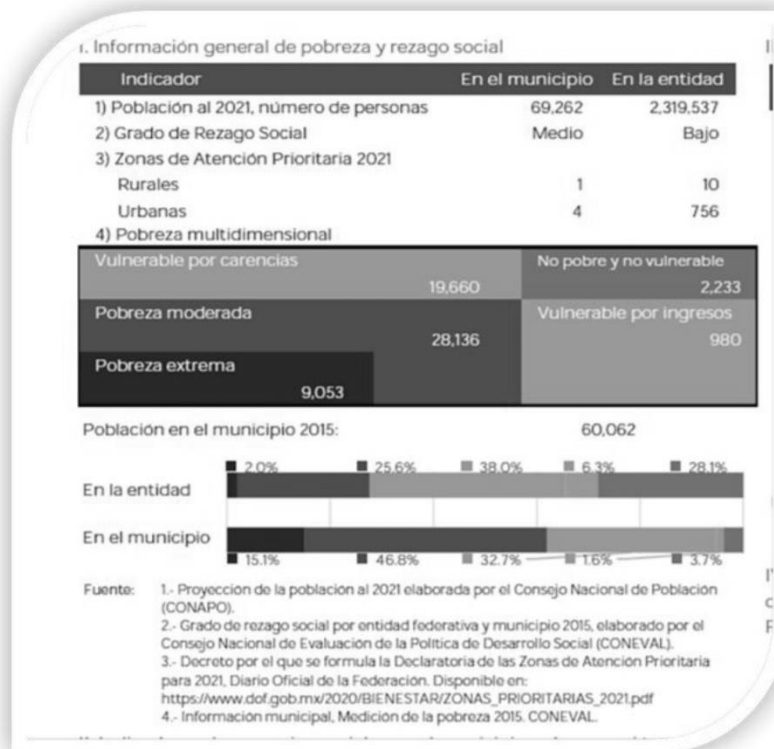 I. Información general de pobreza y rezago social
Indicador En el municipio En la entidad
1) Población al 2021, número de personas 69,262 2,319,537
2) Grado de Rezago Social Medio Bajo
3) Zonas de Atención Prioritaria 2021
Rurales 1 10
Urbanas 4 756
4) Pobreza multidimensional
Vulnerable por carencias No pobre y no vulnerable
19,660 2,233
Pobreza moderada Vulnerable por ingresos
28,136 980
Pobreza extrema
9,053
Población en el municipio 2015: 60,062
2.0% 25.6% 38.0% 6.3% 28.1%
En la entidad
En el municipio
15.1% 46.8% 32.7% 1.6% 3.7%
Fuente: 1.- Proyección de la población al 2021 elaborada por el Consejo Nacional de Población
(CONAPO).
2.- Grado de rezago social por entidad federativa y municipio 2015, elaborado por el
Consejo Nacional de Evaluación de la Política de Desarrollo Social (CONEVAL).
3.- Decreto por el que se formula la Declaratoria de las Zonas de Atención Prioritaria
para 2021, Diario Oficial de la Federación. Disponible en:
https://www.dof.gob.mx/2020/BIENESTAR/ZONAS_PRIORITARIAS_2021.pdf
4.- Información municipal, Medición de la pobreza 2015. CONEVAL.